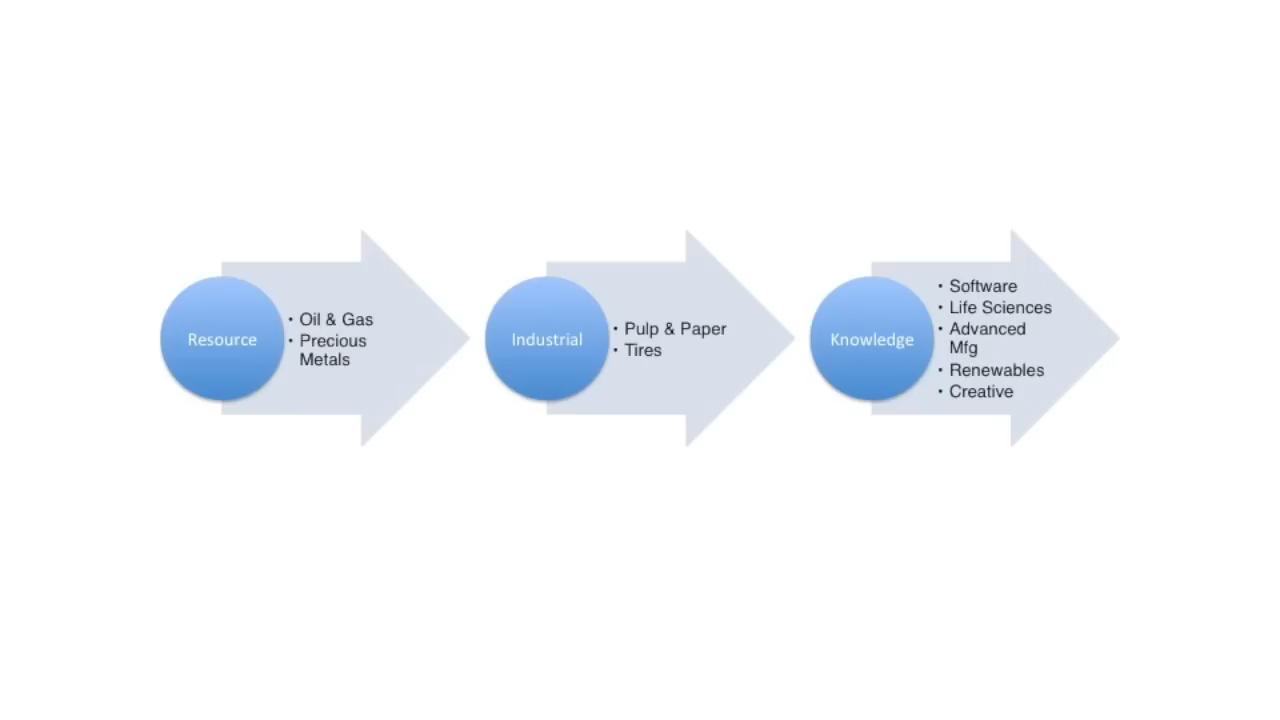 Resource
• Oil & Gas
• Precious
Metals
Industrial
• Pulp & Paper
• Tires
Knowledge
• Software
• Life Sciences
• Advanced
Mfg
• Renewables
• Creative